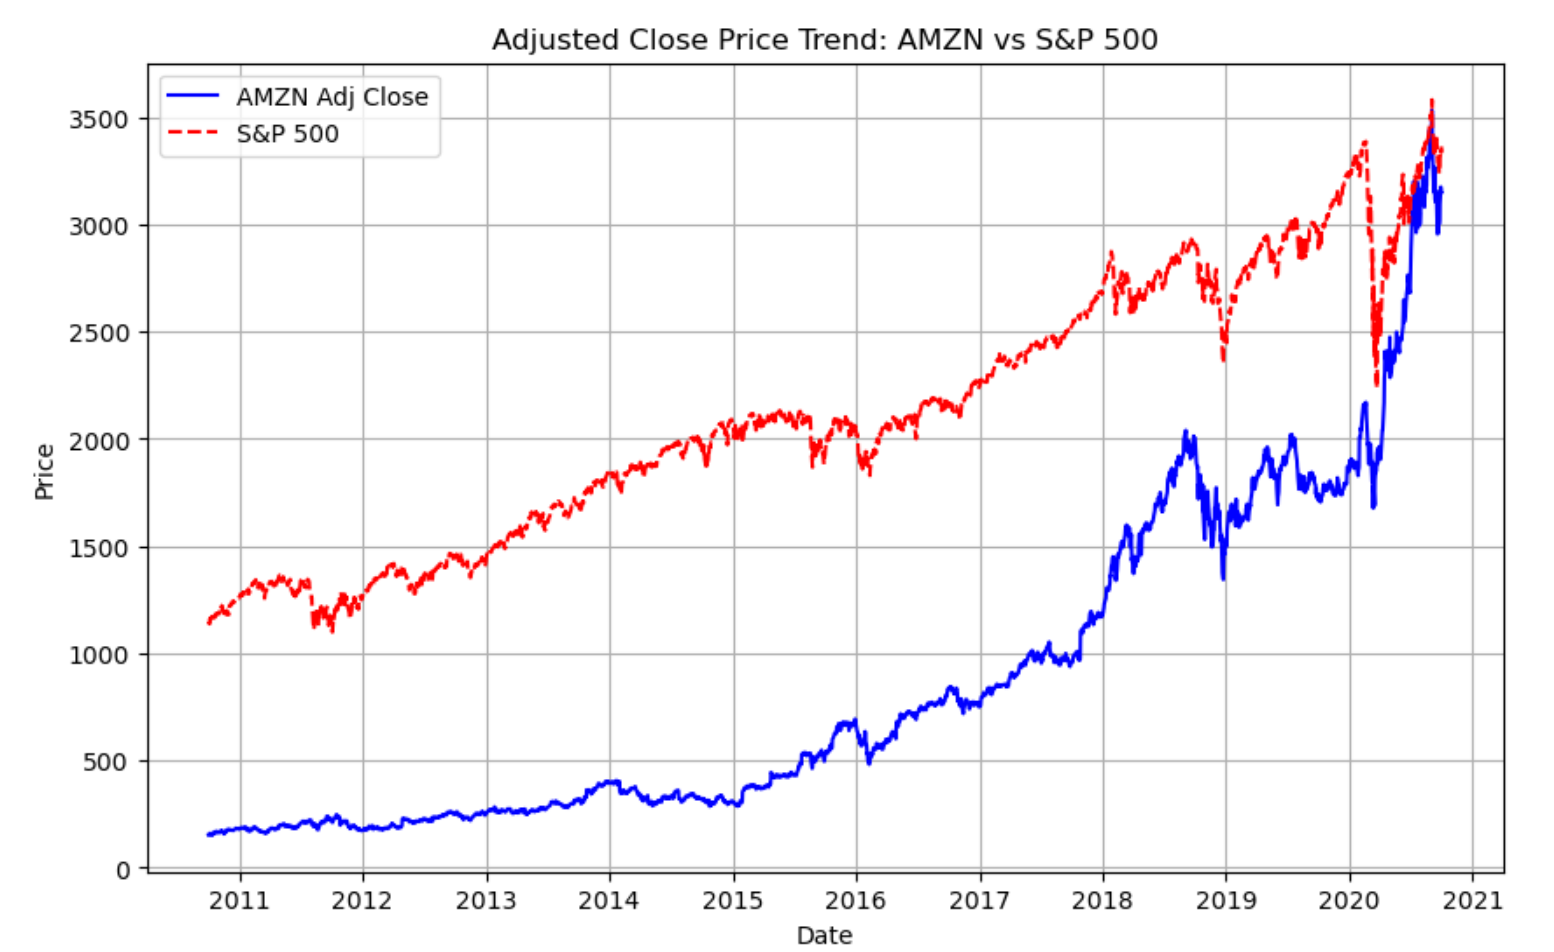 Adjusted Close Price Trend: AMZN vs S&P 500
AMZN Adj Close
S&P 500
Price
3500
3000
2500
2000
1500
1000
500
0
2011 2012 2013 2014 2015 2016 2017 2018 2019 2020 2021
Date